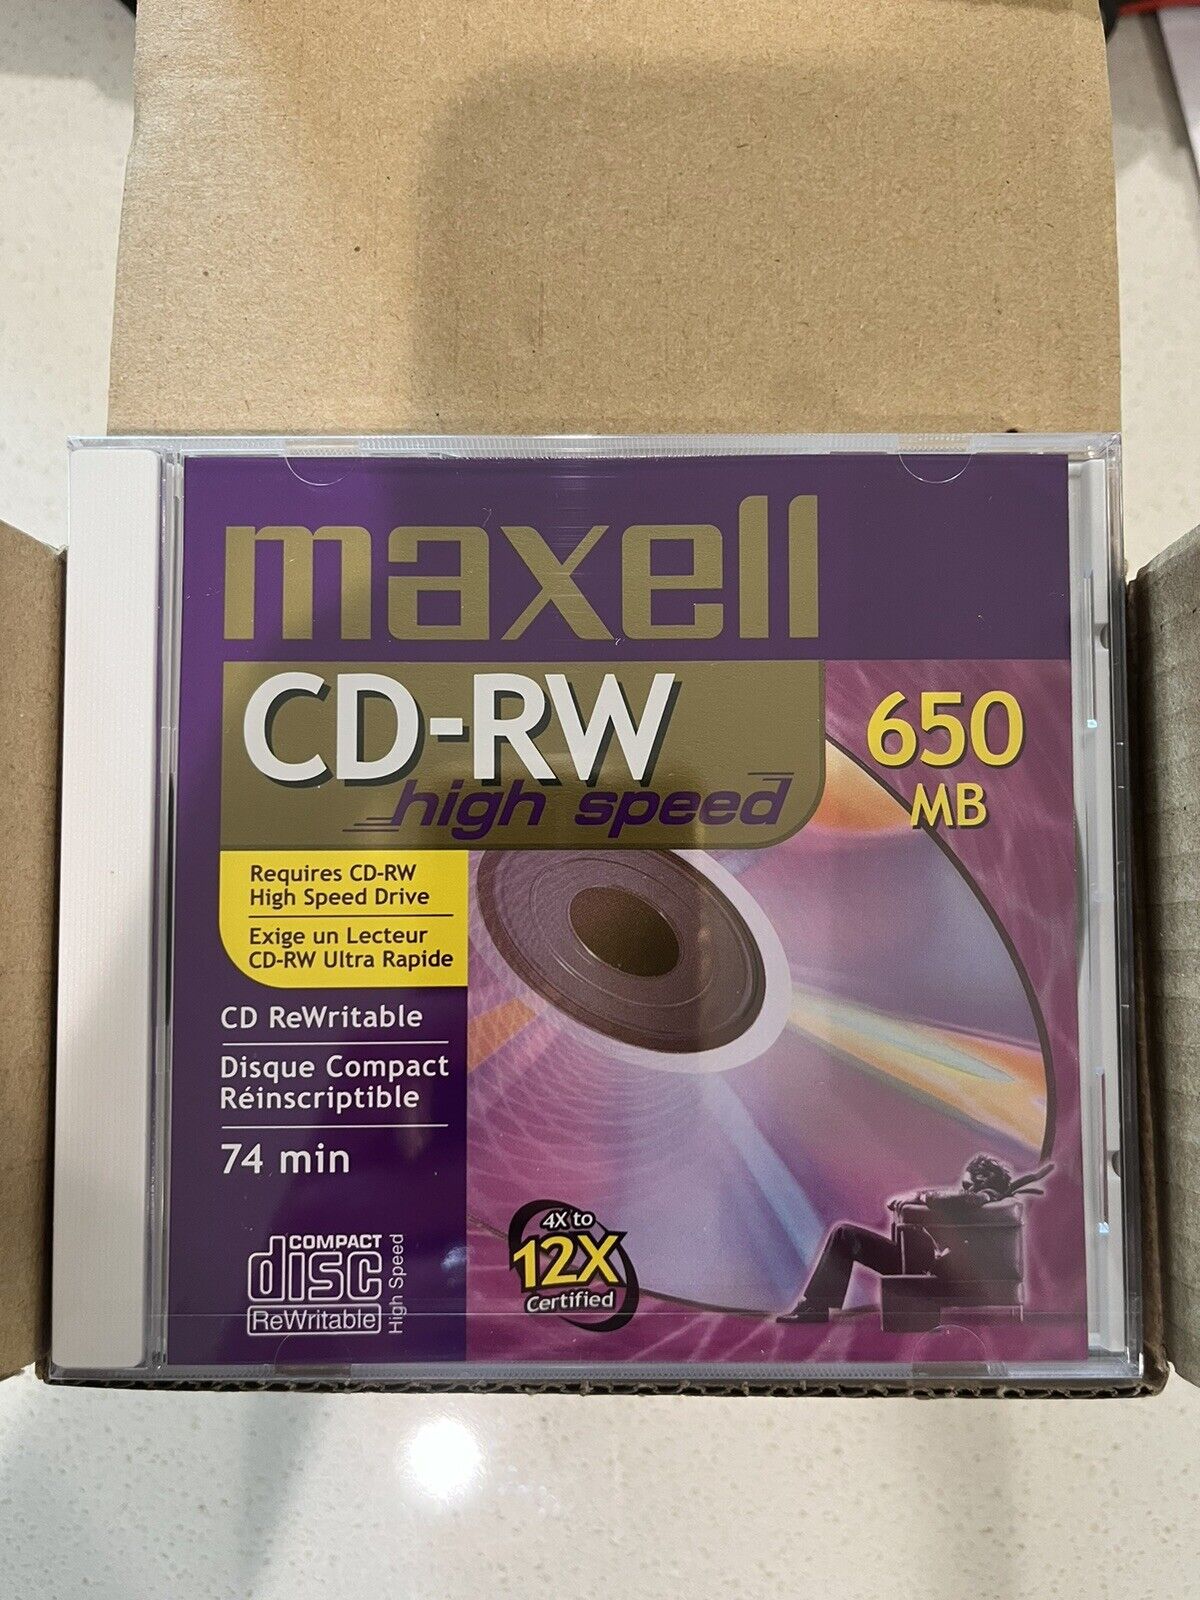 maxell
CD-RW
high speed
650
MB
Requires CD-RW
High Speed Drive
Exige un Lecteur
CD-RW Ultra Rapide
CD ReWritable
Disque Compact
Réinscriptible
74 min
COMPACT
disc
ReWritable
High Speed
4X to
12X
Certified